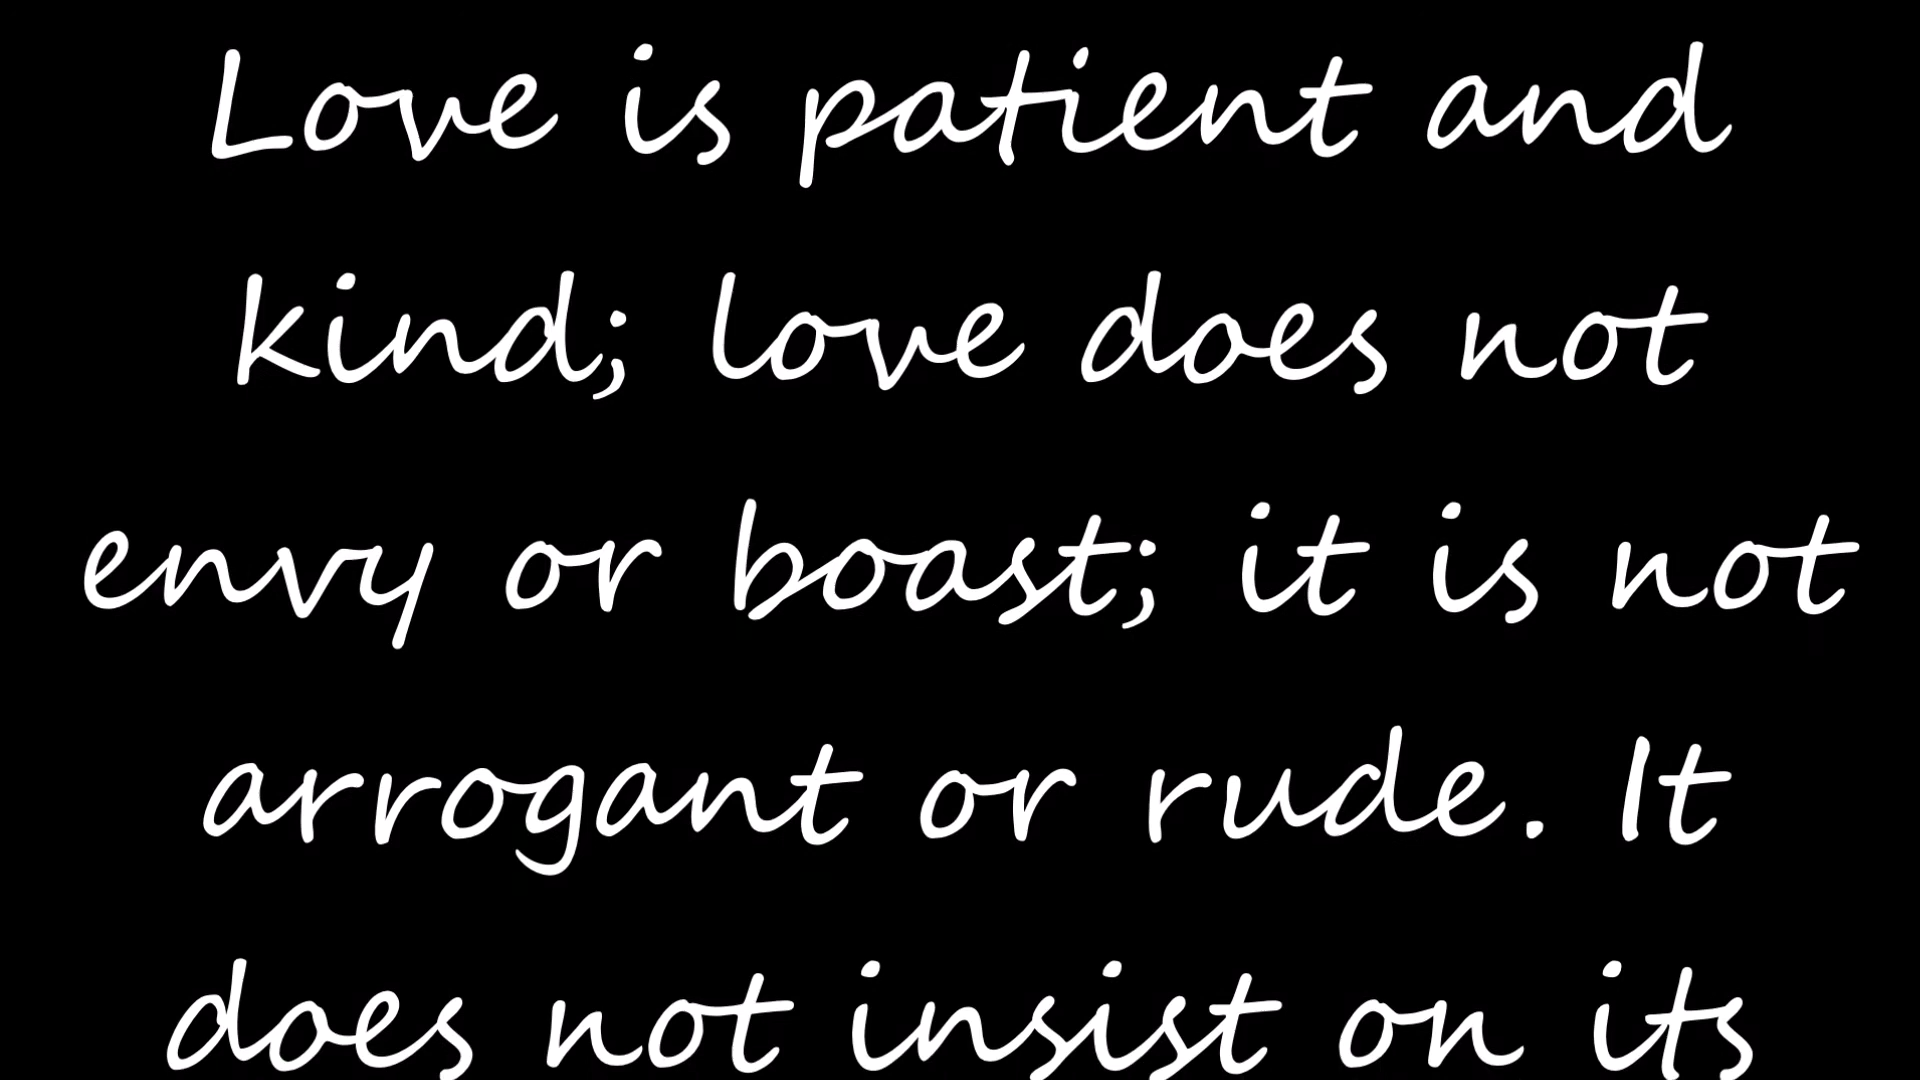 Love is patient and
kind; love does not
envy or boast; it is not
arrogant or rude. It
does not insist on its